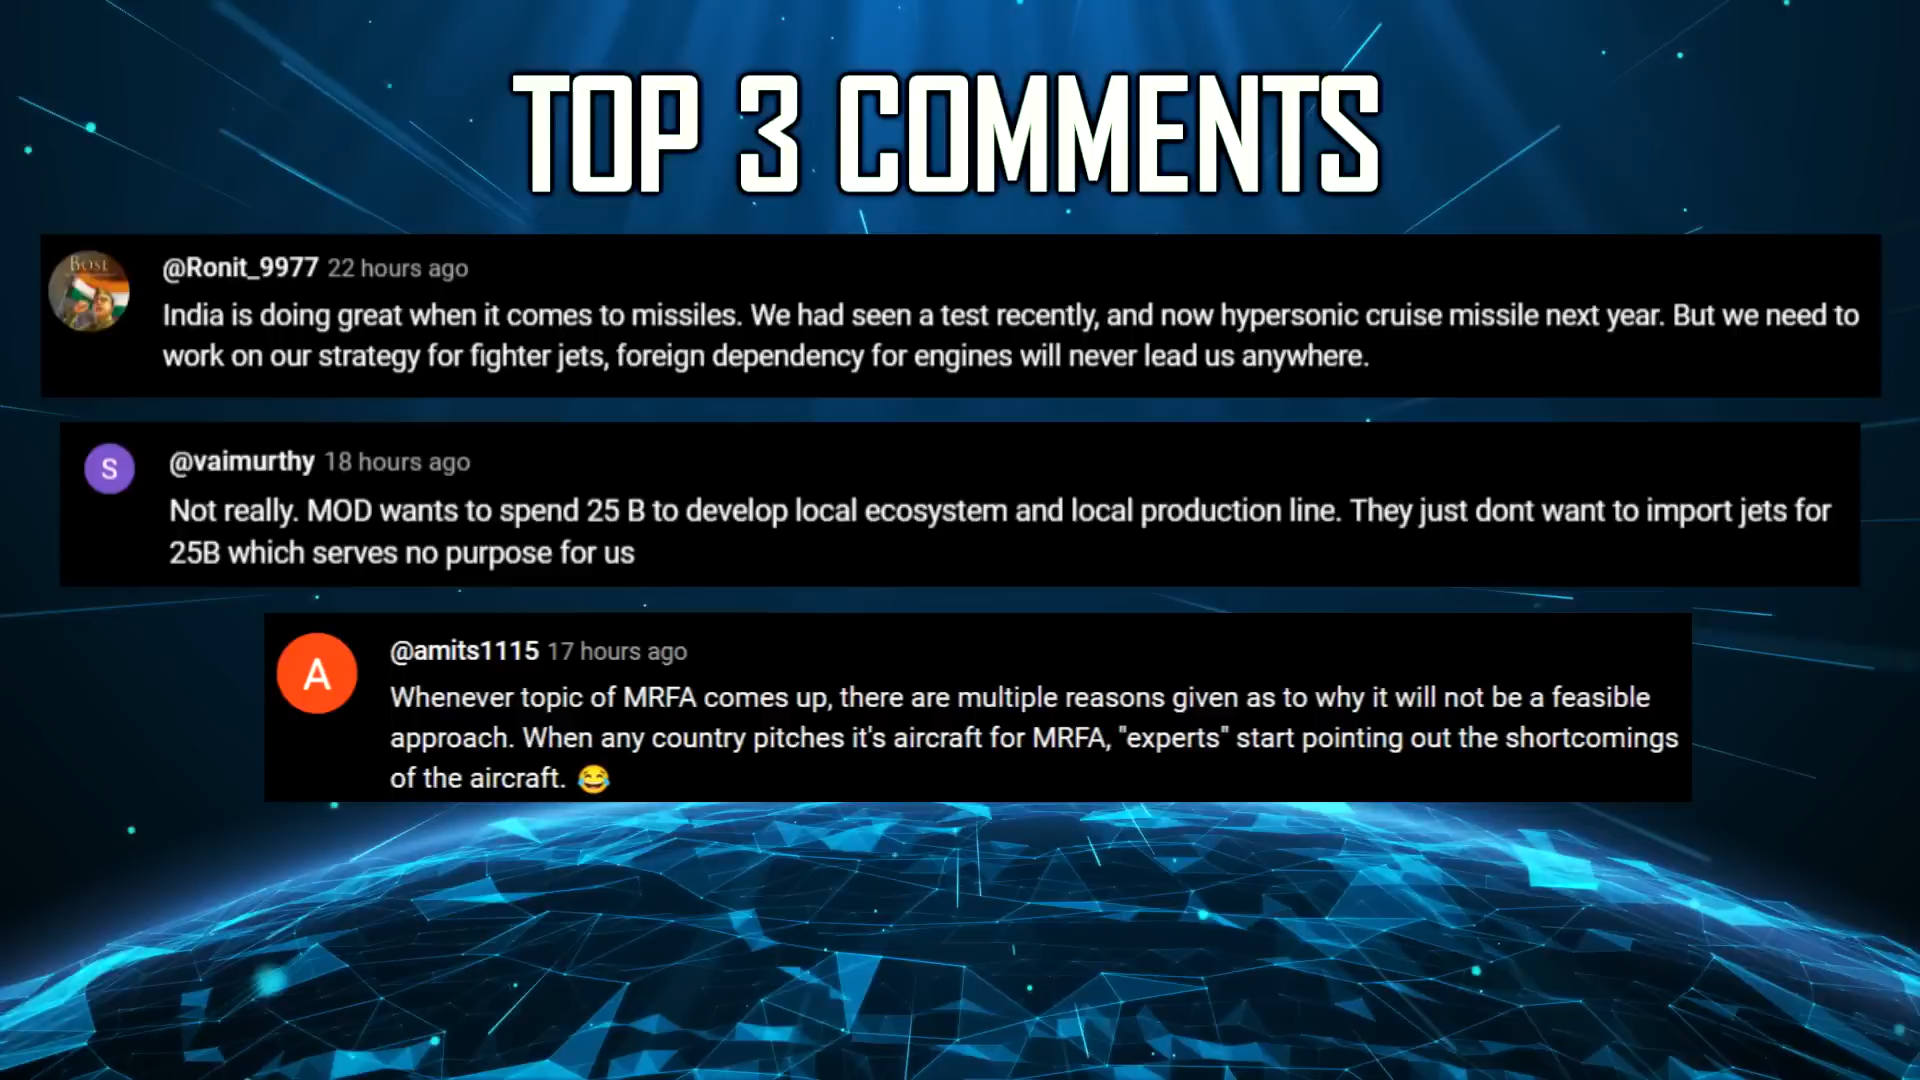 TOP 3 COMMENTS
BOSE
@Ronit_9977 22 hours ago
India is doing great when it comes to missiles. We had seen a test recently, and now hypersonic cruise missile next year. But we need to
work on our strategy for fighter jets, foreign dependency for engines will never lead us anywhere.
S
@vaimurthy 18 hours ago
Not really. MOD wants to spend 25 B to develop local ecosystem and local production line. They just dont want to import jets for
25B which serves no purpose for us
A
@amits1115 17 hours ago
Whenever topic of MRFA comes up, there are multiple reasons given as to why it will not be a feasible
approach. When any country pitches it's aircraft for MRFA, "experts" start pointing out the shortcomings
of the aircraft. 😂